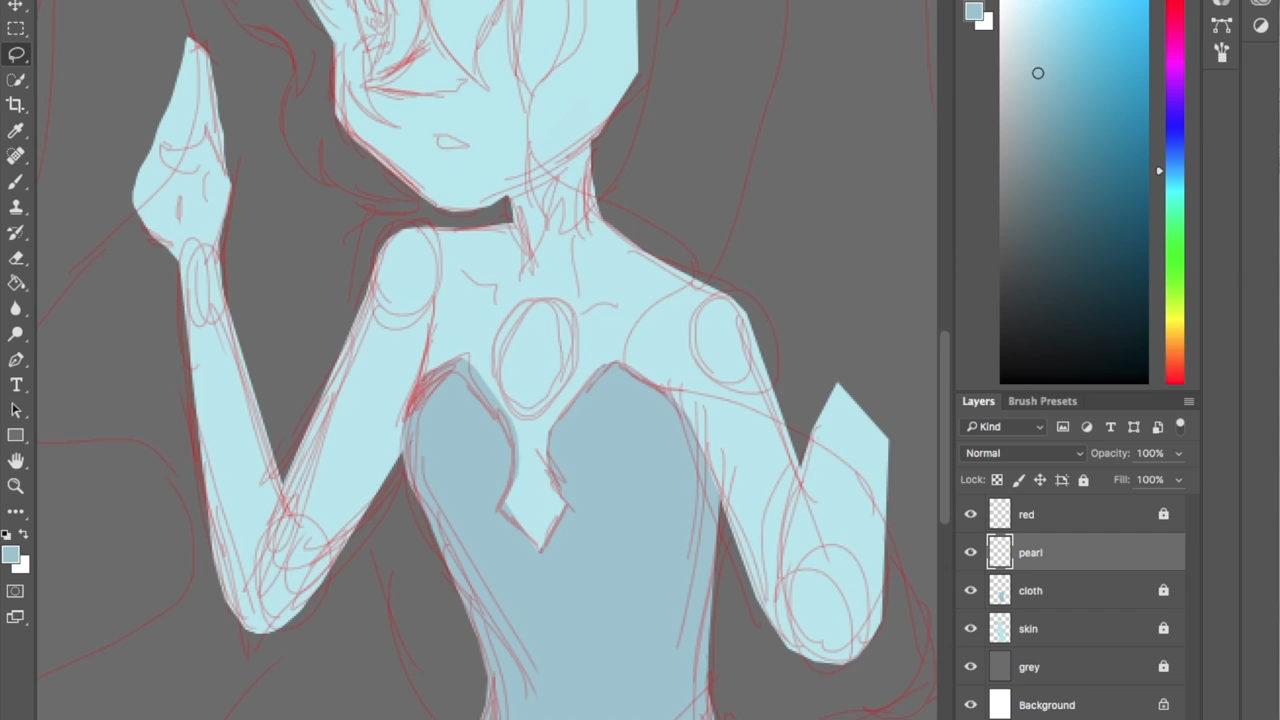 Layers Brush Presets
Kind
Normal Opacity: 100%
Lock: Fill: 100%
red
pearl
cloth
skin
grey
Background
T
T